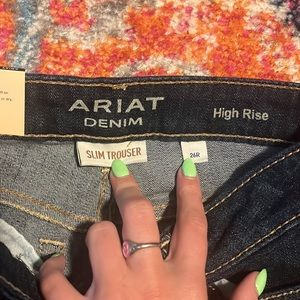 ARIAT
DENIM
High Rise
SLIM TROUSER
26R